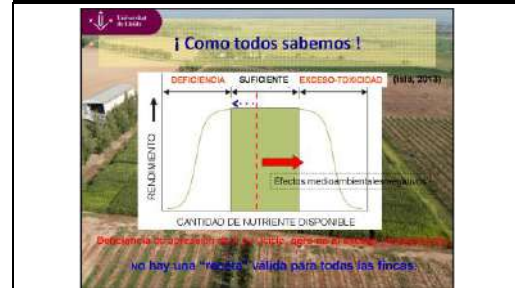 Universitat
de Lleida
¡ Como todos sabemos !
DEFICIENCIA SUFICIENTE EXCESO-TOXICIDAD (Isla, 2013)
RENDIMIENTO
Efectos medioambientales negativos
CANTIDAD DE NUTRIENTE DISPONIBLE
Deficiencia
No hay una "receta" válida para todas las fincas